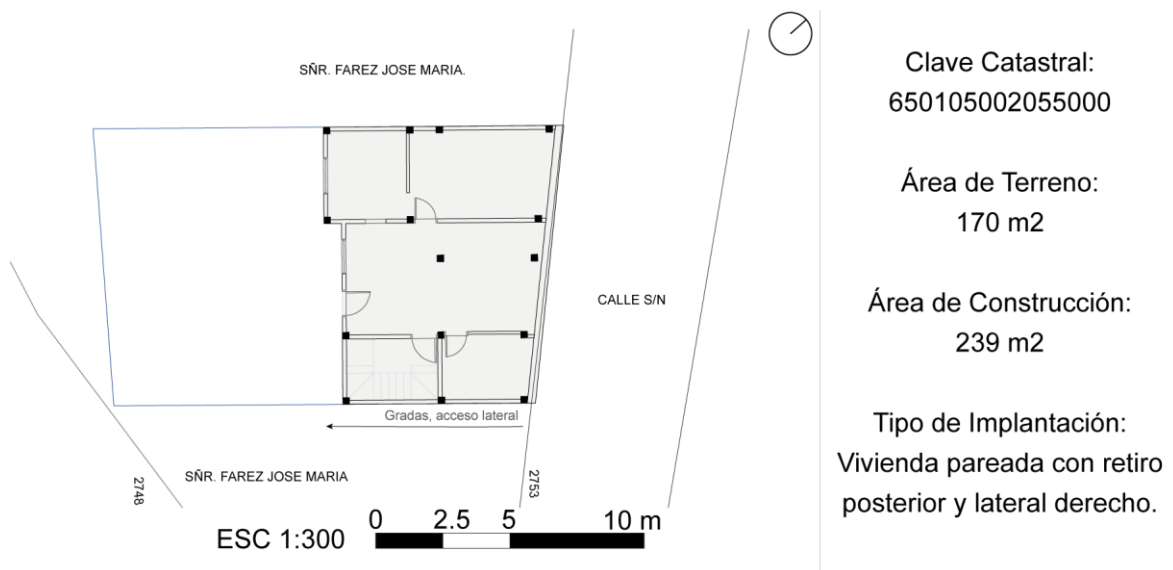 SÑR. FAREZ JOSE MARIA.
CALLE S/N
Gradas, acceso lateral
SÑR. FAREZ JOSE MARIA
2748
2753
ESC 1:300
0 2.5 5 10 m
Clave Catastral:
650105002055000
Área de Terreno:
170 m2
Área de Construcción:
239 m2
Tipo de Implantación:
Vivienda pareada con retiro
posterior y lateral derecho.